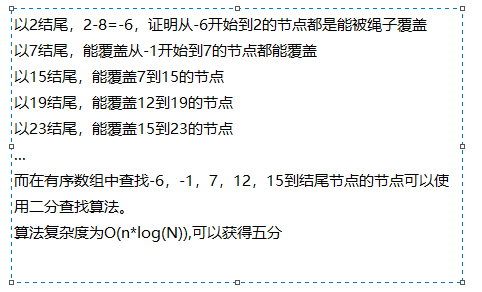 以2结尾，2-8=-6，证明从-6开始到2的节点都是能被绳子覆盖
以7结尾，能覆盖从-1开始到7的节点都能覆盖
以15结尾，能覆盖7到15的节点
以19结尾，能覆盖12到19的节点
以23结尾，能覆盖15到23的节点
...
而在有序数组中查找-6，-1，7，12，15到结尾节点的节点可以使
用二分查找算法。
算法复杂度为O(n*log(N)),可以获得五分